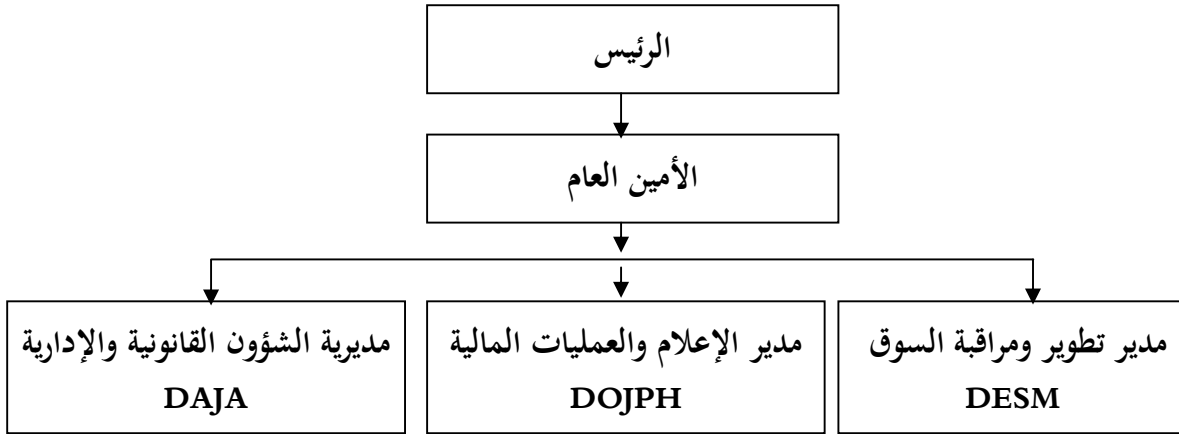 الرئيس
الأمين العام
مدير تطوير ومراقبة السوق
DESM
مدير الإعلام والعمليات المالية
DOJPH
مديرية الشؤون القانونية والإدارية
DAJA